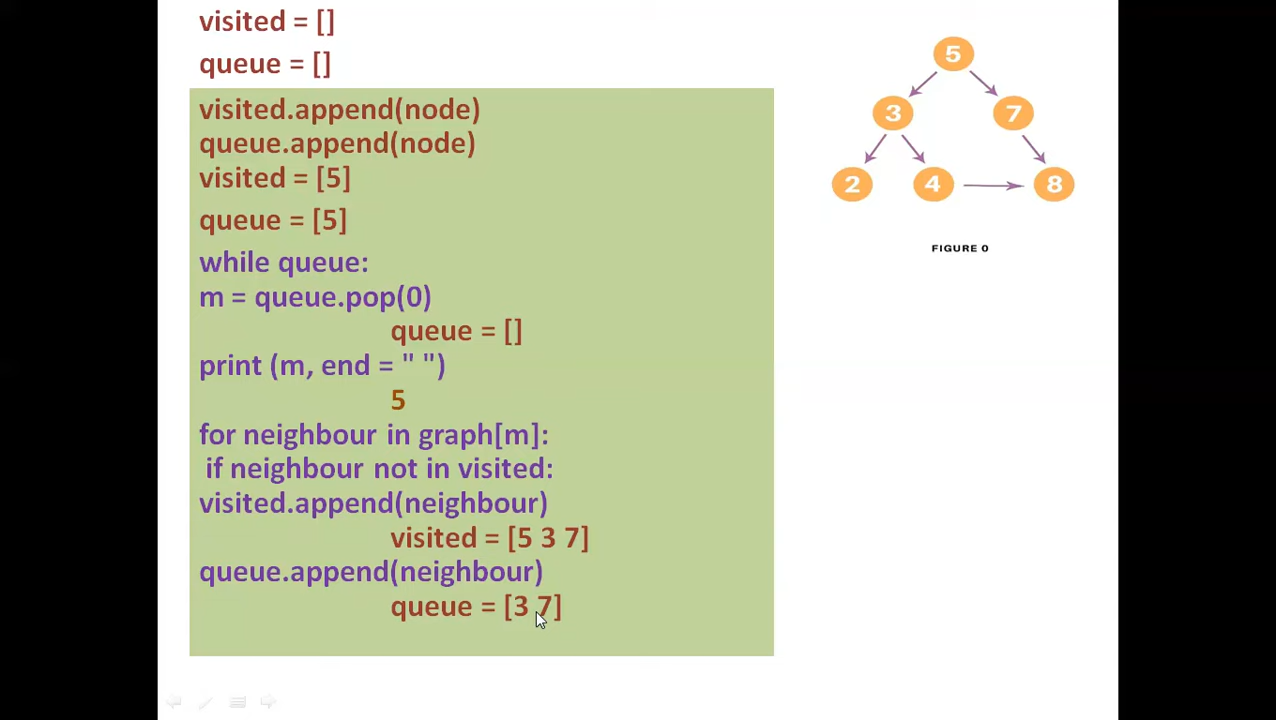 visited = []
queue = []
visited.append(node)
queue.append(node)
visited = [5]
queue = [5]
while queue:
m = queue.pop(0)
queue = []
print (m, end = " ")
5
for neighbour in graph[m]:
if neighbour not in visited:
visited.append(neighbour)
visited = [5 3 7]
queue.append(neighbour)
queue = [3 7]
5
3 7
2 4 8
FIGURE 0